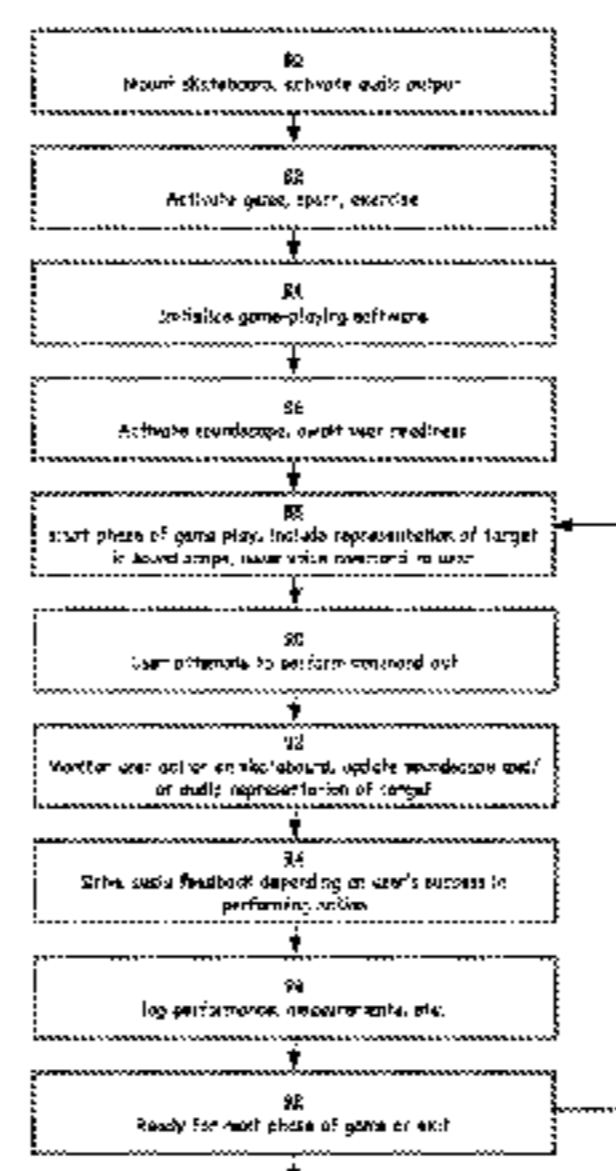 80
Mount skateboard, activate audio output
82
Activate game, sport, exercise
84
Initialize game-playing software
86
Activate soundscape, await user readiness
88
Start phase of game play, include representation of target
in sound scape, issue voice command to user
90
User attempts to perform command act
92
Monitor user action on skateboard, update soundscape and/
or audio representation of target
94
Drive audio feedback depending on user's success in
performing action
96
log performance, measurements, etc.
98
Ready for next phase of game or exit